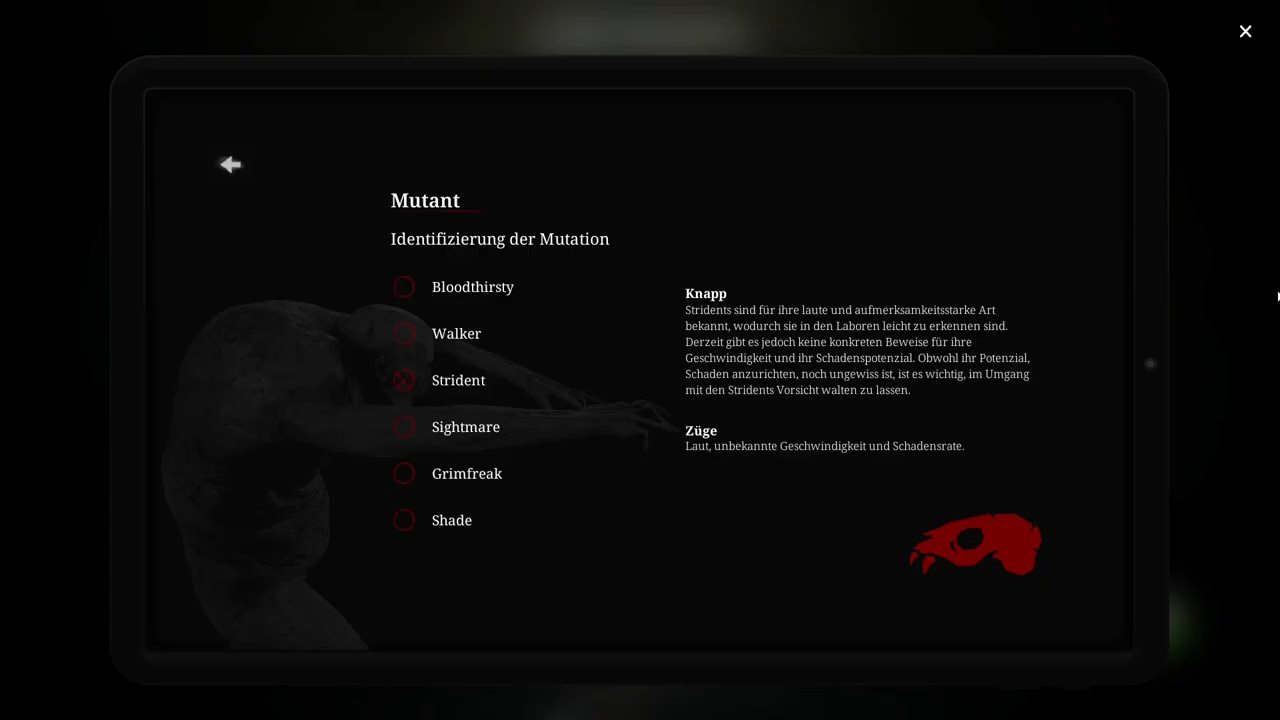 Mutant
Identifizierung der Mutation
Bloodthirsty
Walker
Strident
Sightmare
Grimfreak
Shade
Knapp
Stridents sind für ihre laute und aufmerksamkeitsstarke Art
bekannt, wodurch sie in den Laboren leicht zu erkennen sind.
Derzeit gibt es jedoch keine konkreten Beweise für ihre
Geschwindigkeit und ihr Schadenspotenzial. Obwohl ihr Potenzial,
Schaden anzurichten, noch ungewiss ist, ist es wichtig, im Umgang
mit den Stridents Vorsicht walten zu lassen.
Züge
Laut, unbekannte Geschwindigkeit und Schadensrate.